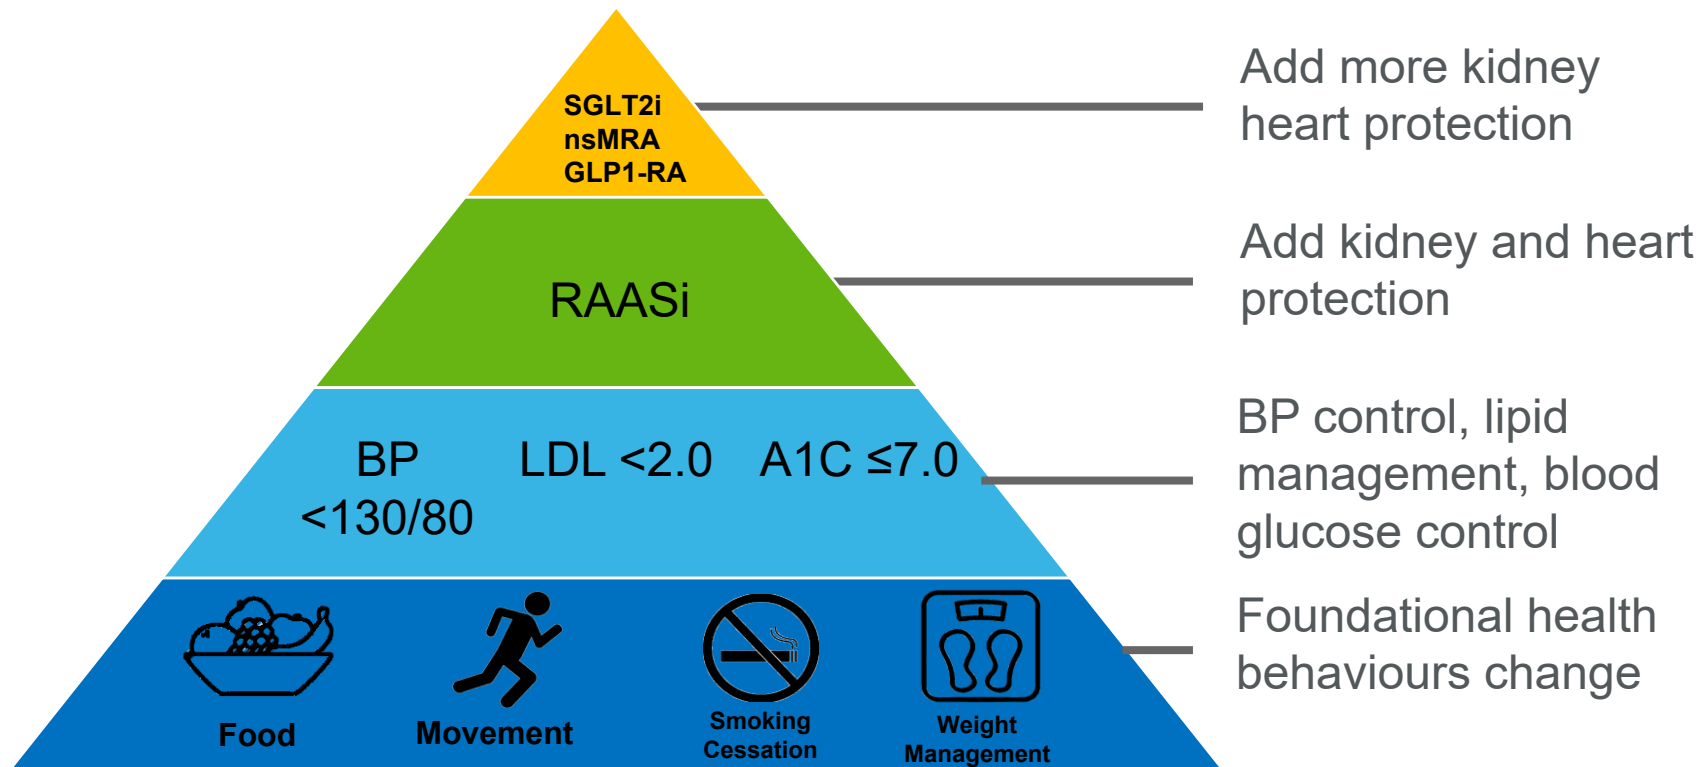 SGLT2i
nsMRA
GLP1-RA
Add more kidney
heart protection
RAASi
Add kidney and heart
protection
BP
<130/80
LDL <2.0
A1C ≤7.0
BP control, lipid
management, blood
glucose control
Food
Movement
Smoking
Cessation
Weight
Management
Foundational health
behaviours change